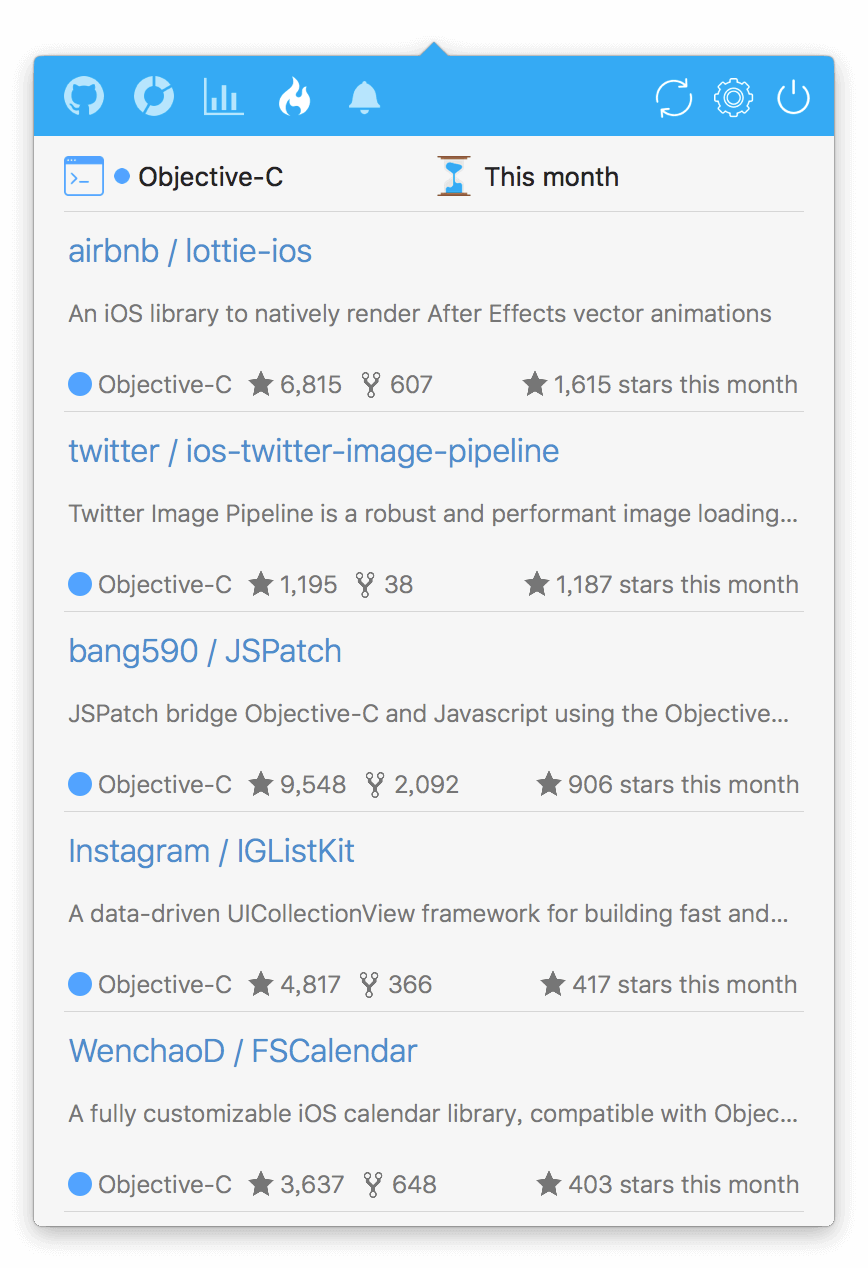 Objective-C This month
airbnb / lottie-ios
An iOS library to natively render After Effects vector animations
Objective-C 6,815 607 1,615 stars this month
twitter / ios-twitter-image-pipeline
Twitter Image Pipeline is a robust and performant image loading...
Objective-C 1,195 38 1,187 stars this month
bang590 / JSPatch
JSPatch bridge Objective-C and Javascript using the Objective...
Objective-C 9,548 2,092 906 stars this month
Instagram / IGListKit
A data-driven UICollectionView framework for building fast and...
Objective-C 4,817 366 417 stars this month
WenchaoD / FSCalendar
A fully customizable iOS calendar library, compatible with Objec...
Objective-C 3,637 648 403 stars this month